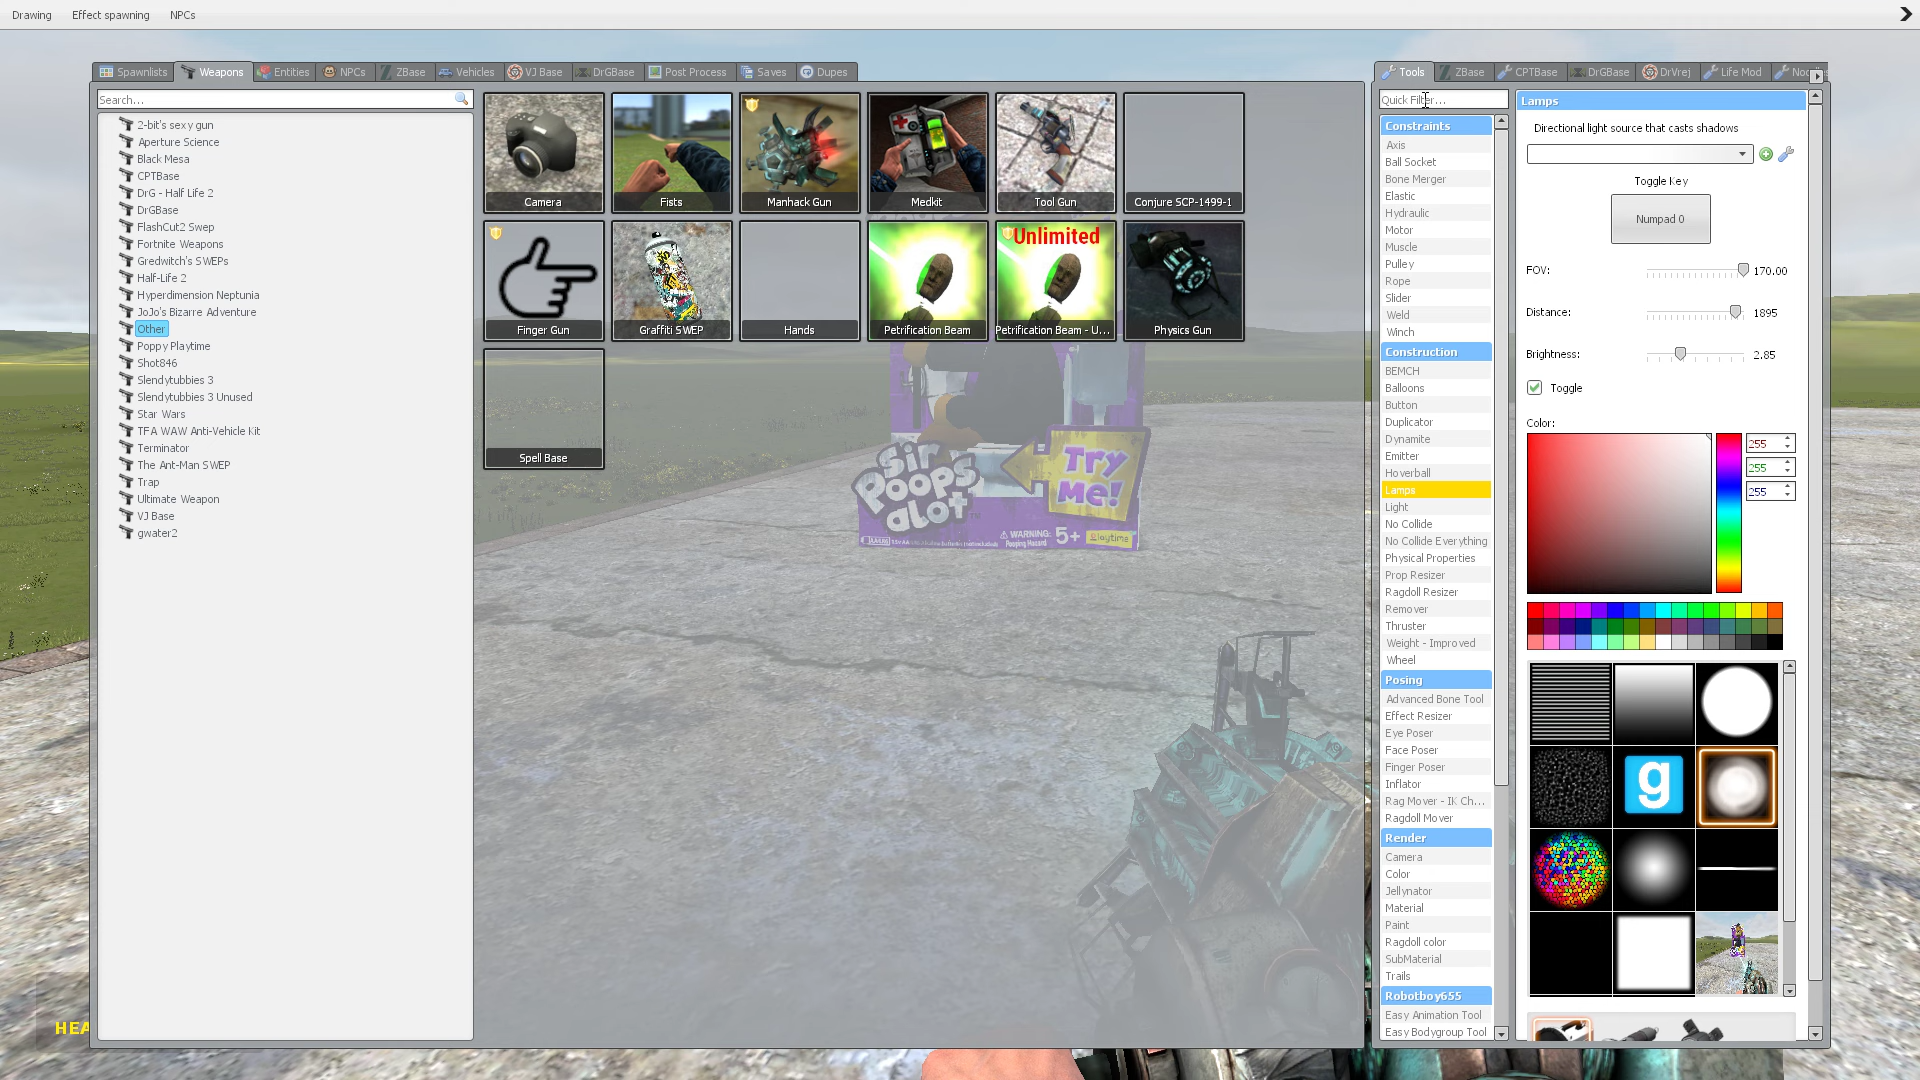 Drawing Effect spawning NPCs
Spawnlists Weapons Entities NPCs ZBase Vehicles VJ Base DrGBase Post Process Saves Dupes
Search...
2-bit's sexy gun
Aperture Science
Black Mesa
CPTBase
DrG - Half Life 2
DrGBase
FlashCut2 Swep
Fortnite Weapons
Gredwitch's SWEPs
Half-Life 2
Hyperdimension Neptunia
JoJo's Bizarre Adventure
Other
Poppy Playtime
Shot846
Slendytubbies 3
Slendytubbies 3 Unused
Star Wars
TFA WAW Anti-Vehicle Kit
Terminator
The Ant-Man SWEP
Trap
Ultimate Weapon
VJ Base
gwater2
Camera Fists Manhack Gun Medkit Tool Gun Conjure SCP-1499-1
Unlimited
Finger Gun Graffiti SWEP Hands Petrification Beam Petrification Beam - U... Physics Gun
Spell Base
Sir
Poops
alot
Try
Me!
WARNING:
5+
Playtime
HEA
Tools ZBase CPTBase DrGBase DrVrej Life Mod
Quick Filter...
Constraints
Axis
Ball Socket
Bone Merger
Elastic
Hydraulic
Motor
Muscle
Pulley
Rope
Slider
Weld
Winch
Construction
BEMCH
Balloons
Button
Duplicator
Dynamite
Emitter
Hoverball
Lamps
Light
No Collide
No Collide Everything
Physical Properties
Prop Resizer
Ragdoll Resizer
Remover
Thruster
Weight - Improved
Wheel
Posing
Advanced Bone Tool
Effect Resizer
Eye Poser
Face Poser
Finger Poser
Inflator
Rag Mover - IK Ch...
Ragdoll Mover
Render
Camera
Color
Jellynator
Material
Paint
Ragdoll color
SubMaterial
Trails
Robotboy655
Easy Animation Tool
Easy Bodygroup Tool
Lamps
Directional light source that casts shadows
Toggle Key
Numpad 0
FOV: 170.00
Distance: 1895
Brightness: 2.85
Toggle
Color:
255
255
255
g